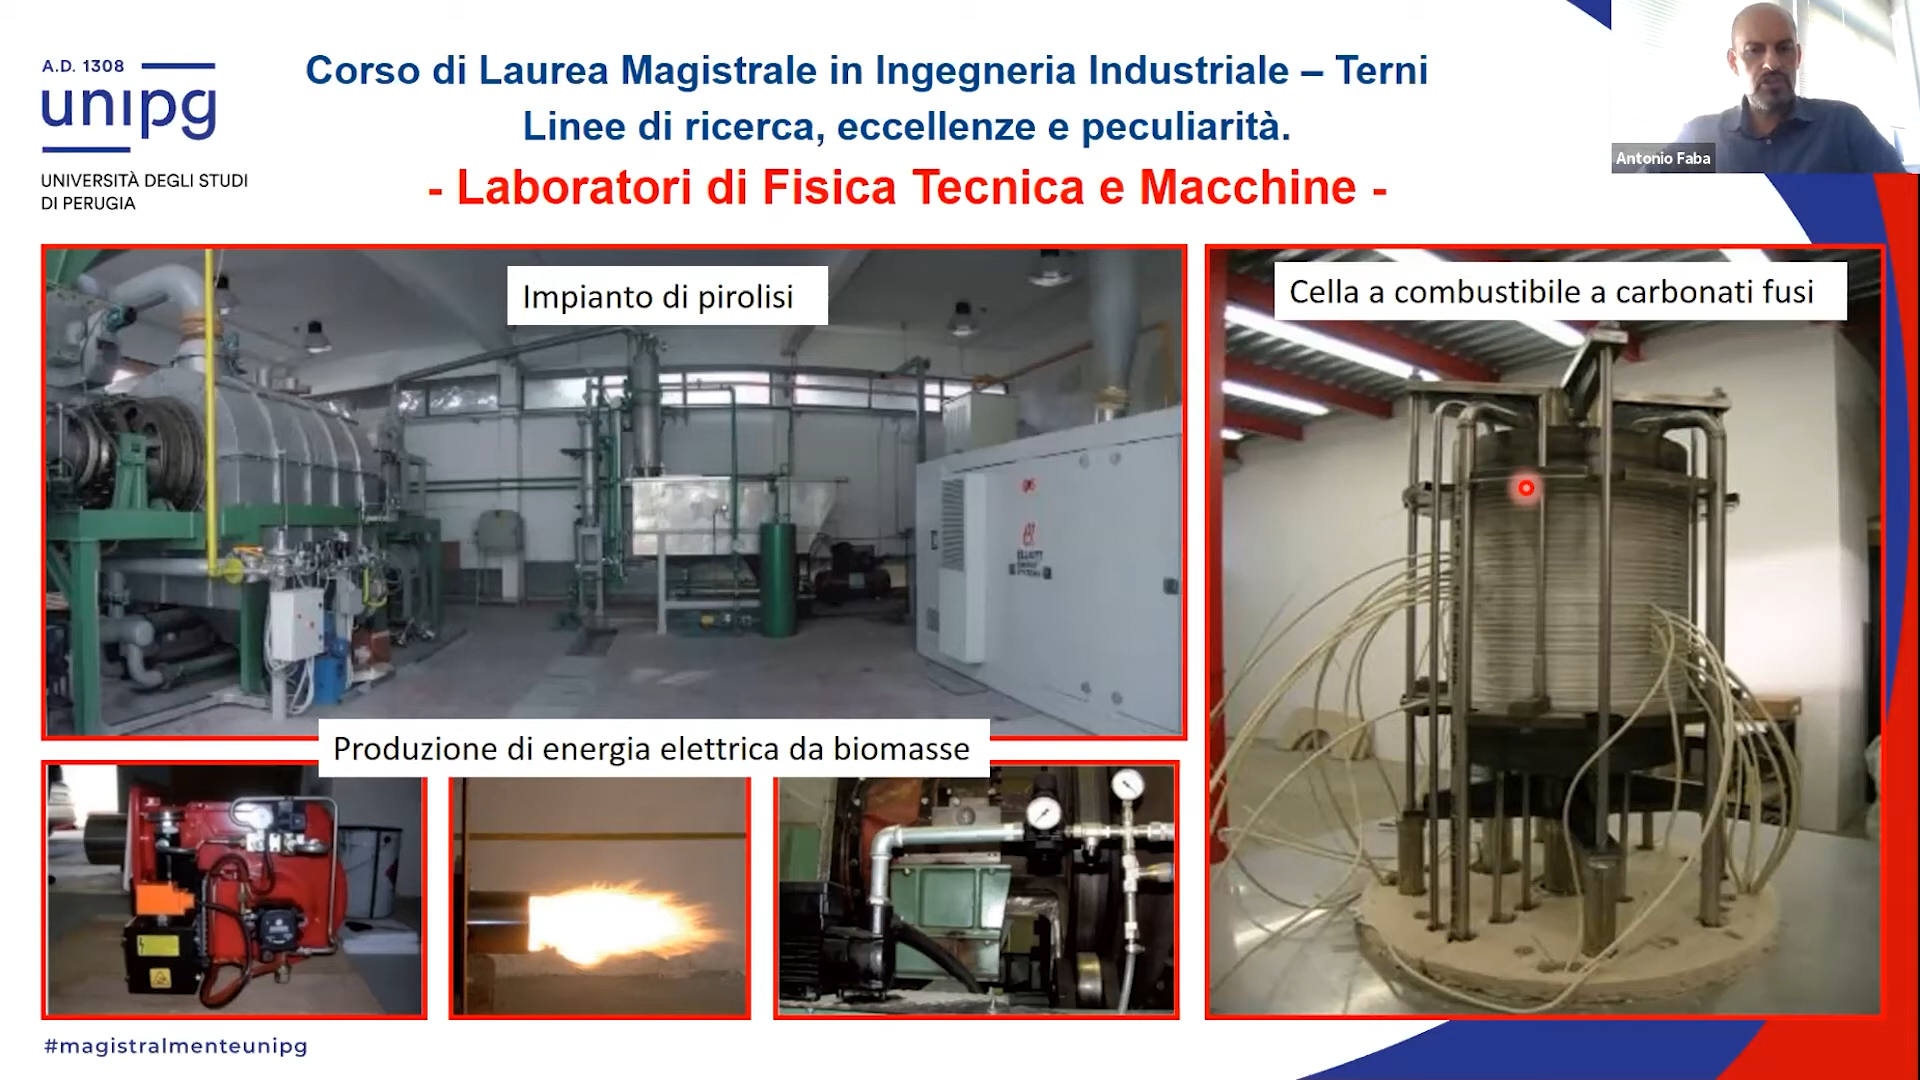 A.D. 1308
unipg
UNIVERSITÀ DEGLI STUDI
DI PERUGIA
Corso di Laurea Magistrale in Ingegneria Industriale – Terni
Linee di ricerca, eccellenze e peculiarità.
- Laboratori di Fisica Tecnica e Macchine -
Antonio Faba
Impianto di pirolisi
Cella a combustibile a carbonati fusi
ELLIOTT
Produzione di energia elettrica da biomasse
#magistralmenteunipg